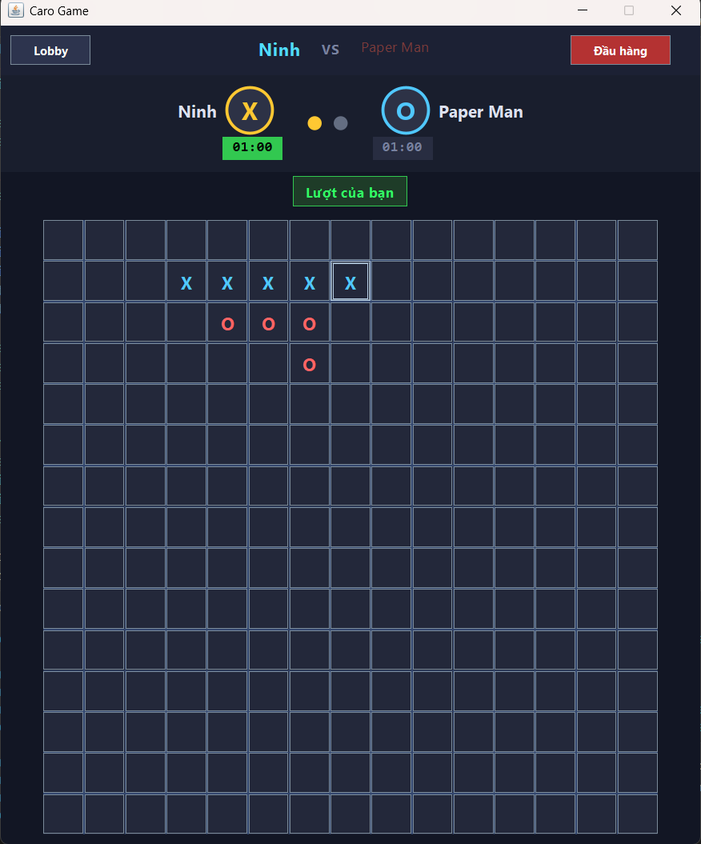 Caro Game
Lobby
Ninh VS Paper Man
Đầu hàng
Ninh X
O Paper Man
01:00
01:00
Lượt của bạn
X X X X X
O O O
O